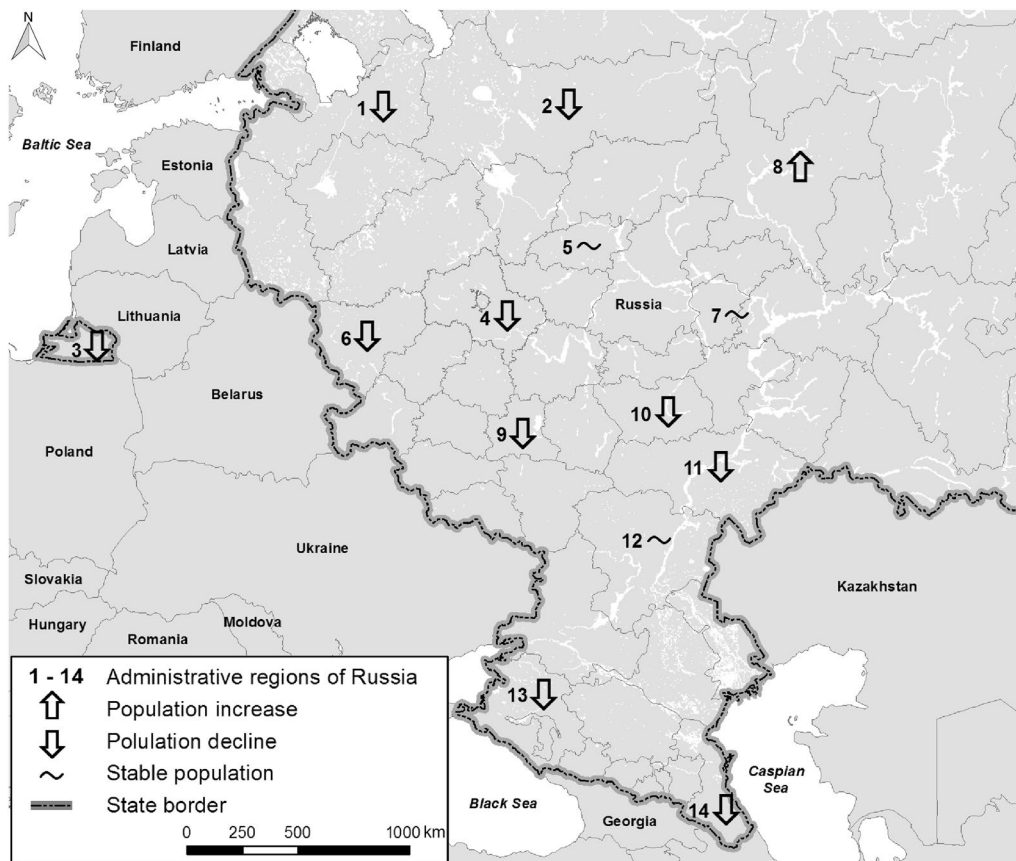 N
Finland
1
2
Baltic Sea
8
Estonia
5
Latvia
Lithuania
Russia
7
4
6
3
Belarus
10
9
Poland
11
12
Ukraine
Slovakia
Kazakhstan
Hungary
Moldova
Romania
1 - 14 Administrative regions of Russia
Population increase
Polulation decline
Stable population
State border
0 250 500 1000 km
13
Caspian
Sea
Black Sea
14
Georgia